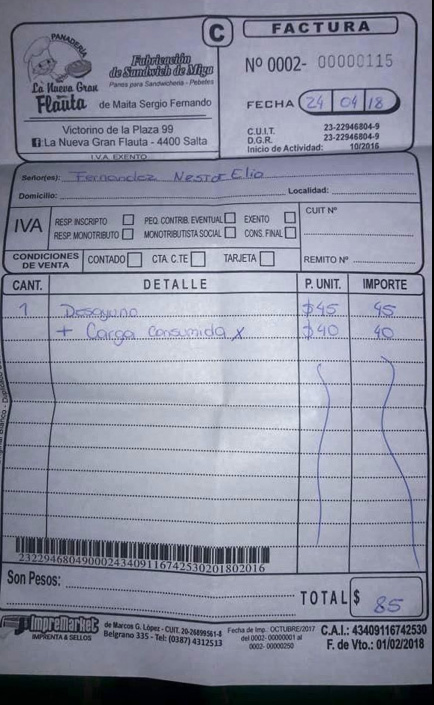 PANADERÍA
La Nueva Gran
Flauta
Fabricación
de Sandwich de Miga
Panes para Sandwicheria - Pebetes
de Maita Sergio Fernando
Victorino de la Plaza 99
La Nueva Gran Flauta - 4400 Salta
I.V.A. EXENTO
C
FACTURA
Nº 0002- 00000115
FECHA 24 04 18
C.U.I.T. 23-22946804-9
D.G.R. 23-22946804-9
Inicio de Actividad: 10/2016
Señor(es): Fernandez Nestor Elio
Domicilio: Localidad:
IVA
RESP. INSCRIPTO PEQ. CONTRIB. EVENTUAL EXENTO
RESP. MONOTRIBUTO MONOTRIBUTISTA SOCIAL CONS. FINAL
CUIT Nº
CONDICIONES
DE VENTA
CONTADO CTA. C.TE TARJETA
REMITO Nº
CANT. DETALLE P. UNIT. IMPORTE
1 Desayuno $45 45
+ Carga Consumida x $40 40
23229468049000243409116742530201802016
Son Pesos:
TOTAL $ 85
ImpreMarket
IMPRENTA & SELLOS
de Marcos G. López - CUIT. 20-26899561-8
Belgrano 335 - Tel: (0387) 4312513
Fecha de Imp.: OCTUBRE/2017
del 0002- 00000001 al
0002- 00000250
C.A.I.: 43409116742530
F. de Vto.: 01/02/2018